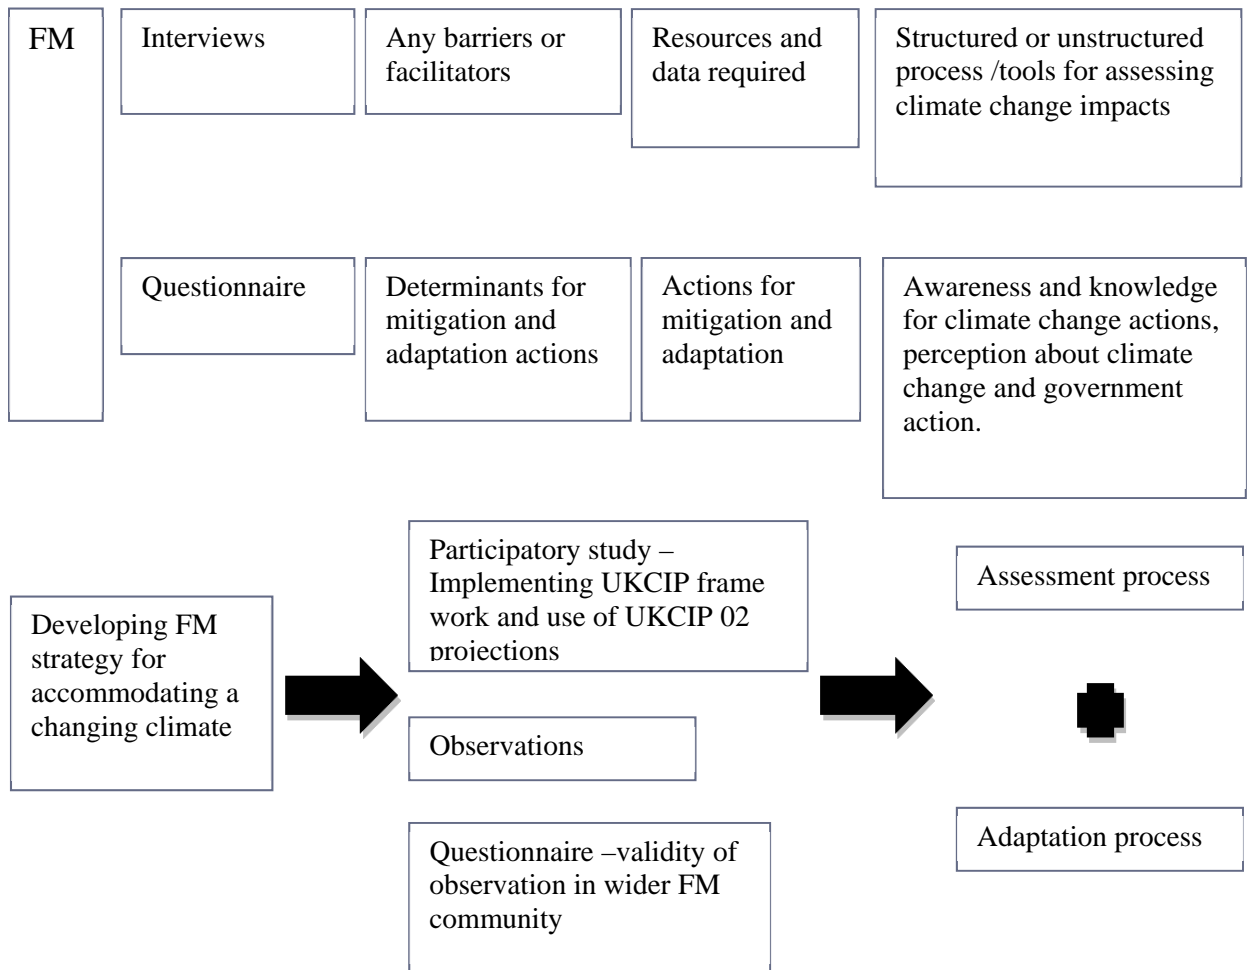 FM
Interviews
Any barriers or
facilitators
Resources and
data required
Structured or unstructured
process /tools for assessing
climate change impacts
Questionnaire
Determinants for
mitigation and
adaptation actions
Actions for
mitigation and
adaptation
Awareness and knowledge
for climate change actions,
perception about climate
change and government
action.
Developing FM
strategy for
accommodating a
changing climate
Participatory study –
Implementing UKCIP frame
work and use of UKCIP 02
projections
Observations
Questionnaire –validity of
observation in wider FM
community
Assessment process
Adaptation process